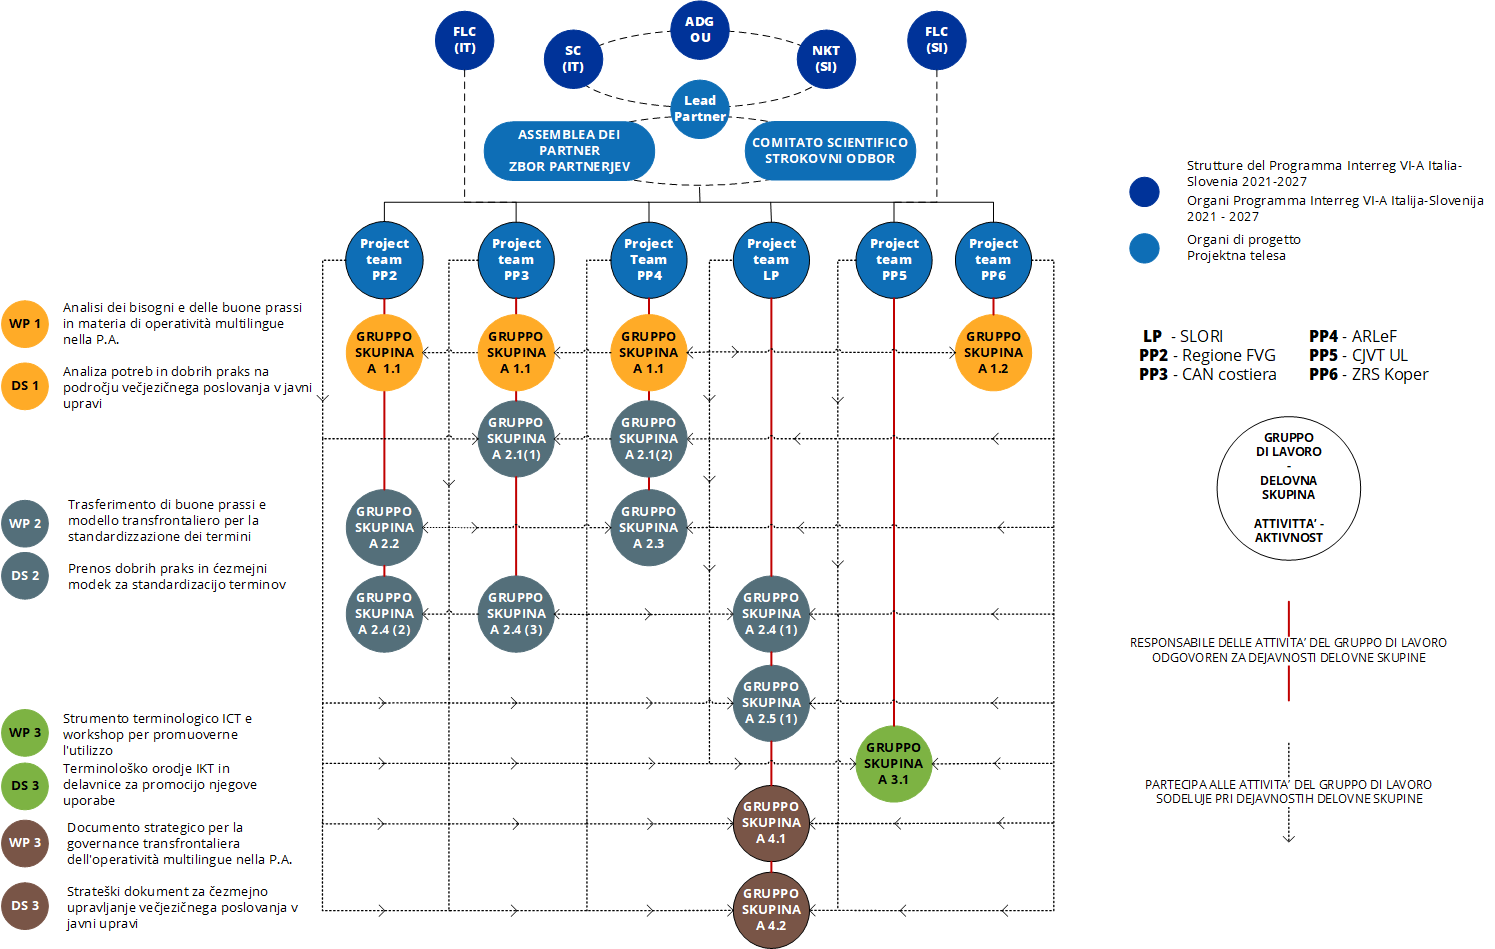 FLC
(IT)
SC
(IT)
ADG
OU
NKT
(SI)
FLC
(SI)
Lead
Partner
ASSEMBLEA DEI
PARTNER
ZBOR PARTNERJEV
COMITATO SCIENTIFICO
STROKOVNI ODBOR
Strutture del Programma Interreg VI-A Italia-
Slovenia 2021-2027
Organi Programma Interreg VI-A Italija-Slovenija
2021 - 2027
Organi di progetto
Projektna telesa
Project
team
PP2
Project
team
PP3
Project
Team
PP4
Project
team
LP
Project
team
PP5
Project
team
PP6
WP 1
Analisi dei bisogni e delle buone prassi
in materia di operatività multilingue
nella P.A.
DS 1
Analiza potreb in dobrih praks na
področju večjezičnega poslovanja v javni
upravi
GRUPPO
SKUPINA
A 1.1
GRUPPO
SKUPINA
A 1.1
GRUPPO
SKUPINA
A 1.1
GRUPPO
SKUPINA
A 1.2
LP - SLORI
PP2 - Regione FVG
PP3 - CAN costiera
PP4 - ARLeF
PP5 - CJVT UL
PP6 - ZRS Koper
GRUPPO
SKUPINA
A 2.1(1)
GRUPPO
SKUPINA
A 2.1(2)
GRUPPO
DI LAVORO
-
DELOVNA
SKUPINA
ATTIVITTA’ -
AKTIVNOST
WP 2
Trasferimento di buone prassi e
modello transfrontaliero per la
standardizzazione dei termini
DS 2
Prenos dobrih praks in ćezmejni
modek za standardizacijo terminov
GRUPPO
SKUPINA
A 2.2
GRUPPO
SKUPINA
A 2.3
GRUPPO
SKUPINA
A 2.4 (2)
GRUPPO
SKUPINA
A 2.4 (3)
GRUPPO
SKUPINA
A 2.4 (1)
RESPONSABILE DELLE ATTIVITA’ DEL GRUPPO DI LAVORO
ODGOVOREN ZA DEJAVNOSTI DELOVNE SKUPINE
GRUPPO
SKUPINA
A 2.5 (1)
WP 3
Strumento terminologico ICT e
workshop per promuoverne
l'utilizzo
DS 3
Terminološko orodje IKT in
delavnice za promocijo njegove
uporabe
GRUPPO
SKUPINA
A 3.1
PARTECIPA ALLE ATTIVITA’ DEL GRUPPO DI LAVORO
SODELUJE PRI DEJAVNOSTIH DELOVNE SKUPINE
WP 3
Documento strategico per la
governance transfrontaliera
dell'operatività multilingue nella P.A.
GRUPPO
SKUPINA
A 4.1
DS 3
Strateški dokument za čezmejno
upravljanje večjezičnega poslovanja v
javni upravi
GRUPPO
SKUPINA
A 4.2